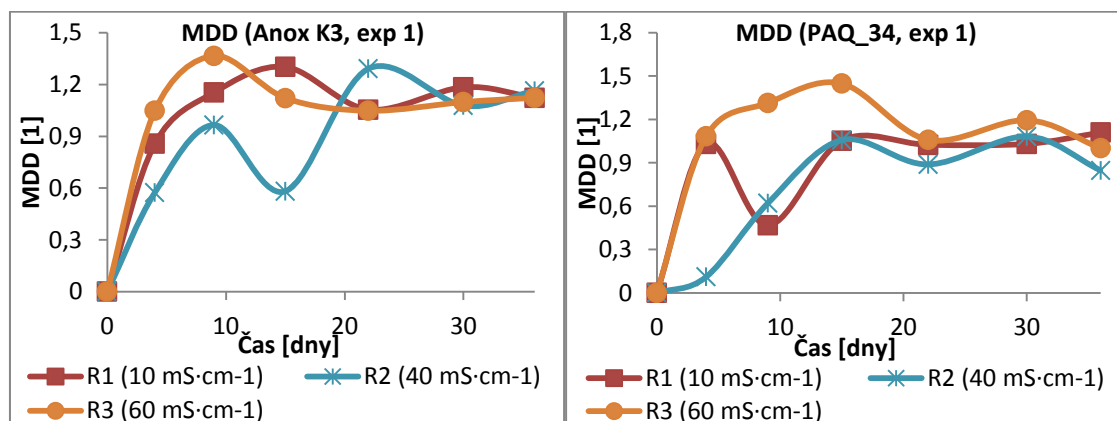 MDD (Anox K3, exp 1)
MDD [1]
1,5
1,2
0,9
0,6
0,3
0
0
10
20
30
Čas [dny]
R1 (10 mS·cm-1)
R2 (40 mS·cm-1)
R3 (60 mS·cm-1)
MDD (PAQ_34, exp 1)
MDD [1]
1,8
1,5
1,2
0,9
0,6
0,3
0
0
10
20
30
Čas [dny]
R1 (10 mS·cm-1)
R2 (40 mS·cm-1)
R3 (60 mS·cm-1)